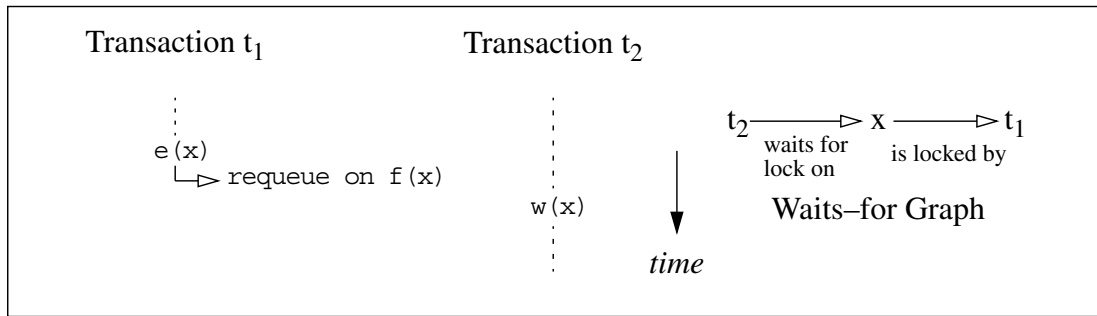 Transaction t1
Transaction t2
e(x)
requeue on f(x)
w(x)
time
t2 x t1
waits for
lock on
is locked by
Waits–for Graph